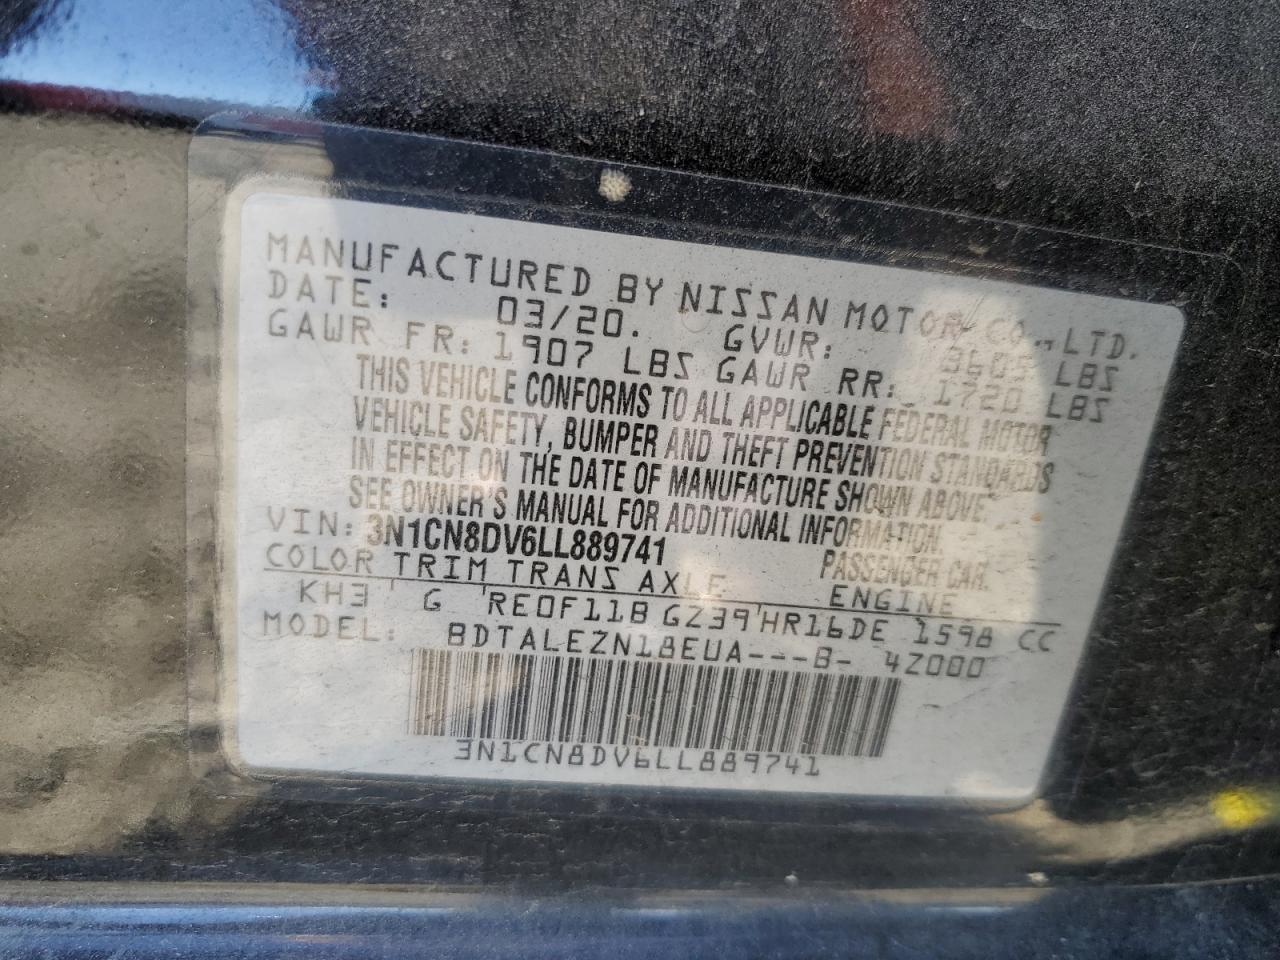 MANUFACTURED BY NISSAN MOTOR CO., LTD.
DATE: 03/20. GVWR: 3605 LBS
GAWR FR: 1907 LBS GAWR RR: 1720 LBS
THIS VEHICLE CONFORMS TO ALL APPLICABLE FEDERAL MOTOR
VEHICLE SAFETY, BUMPER AND THEFT PREVENTION STANDARDS
IN EFFECT ON THE DATE OF MANUFACTURE SHOWN ABOVE
SEE OWNER'S MANUAL FOR ADDITIONAL INFORMATION.
VIN: 3N1CN8DV6LL889741 PASSENGER CAR.
COLOR TRIM TRANS AXLE ENGINE
KH3 G RE0F11B GZ39 HR16DE 1598 CC
MODEL: BDTALEZN18EUA---B- 4Z000
3N1CN8DV6LL889741